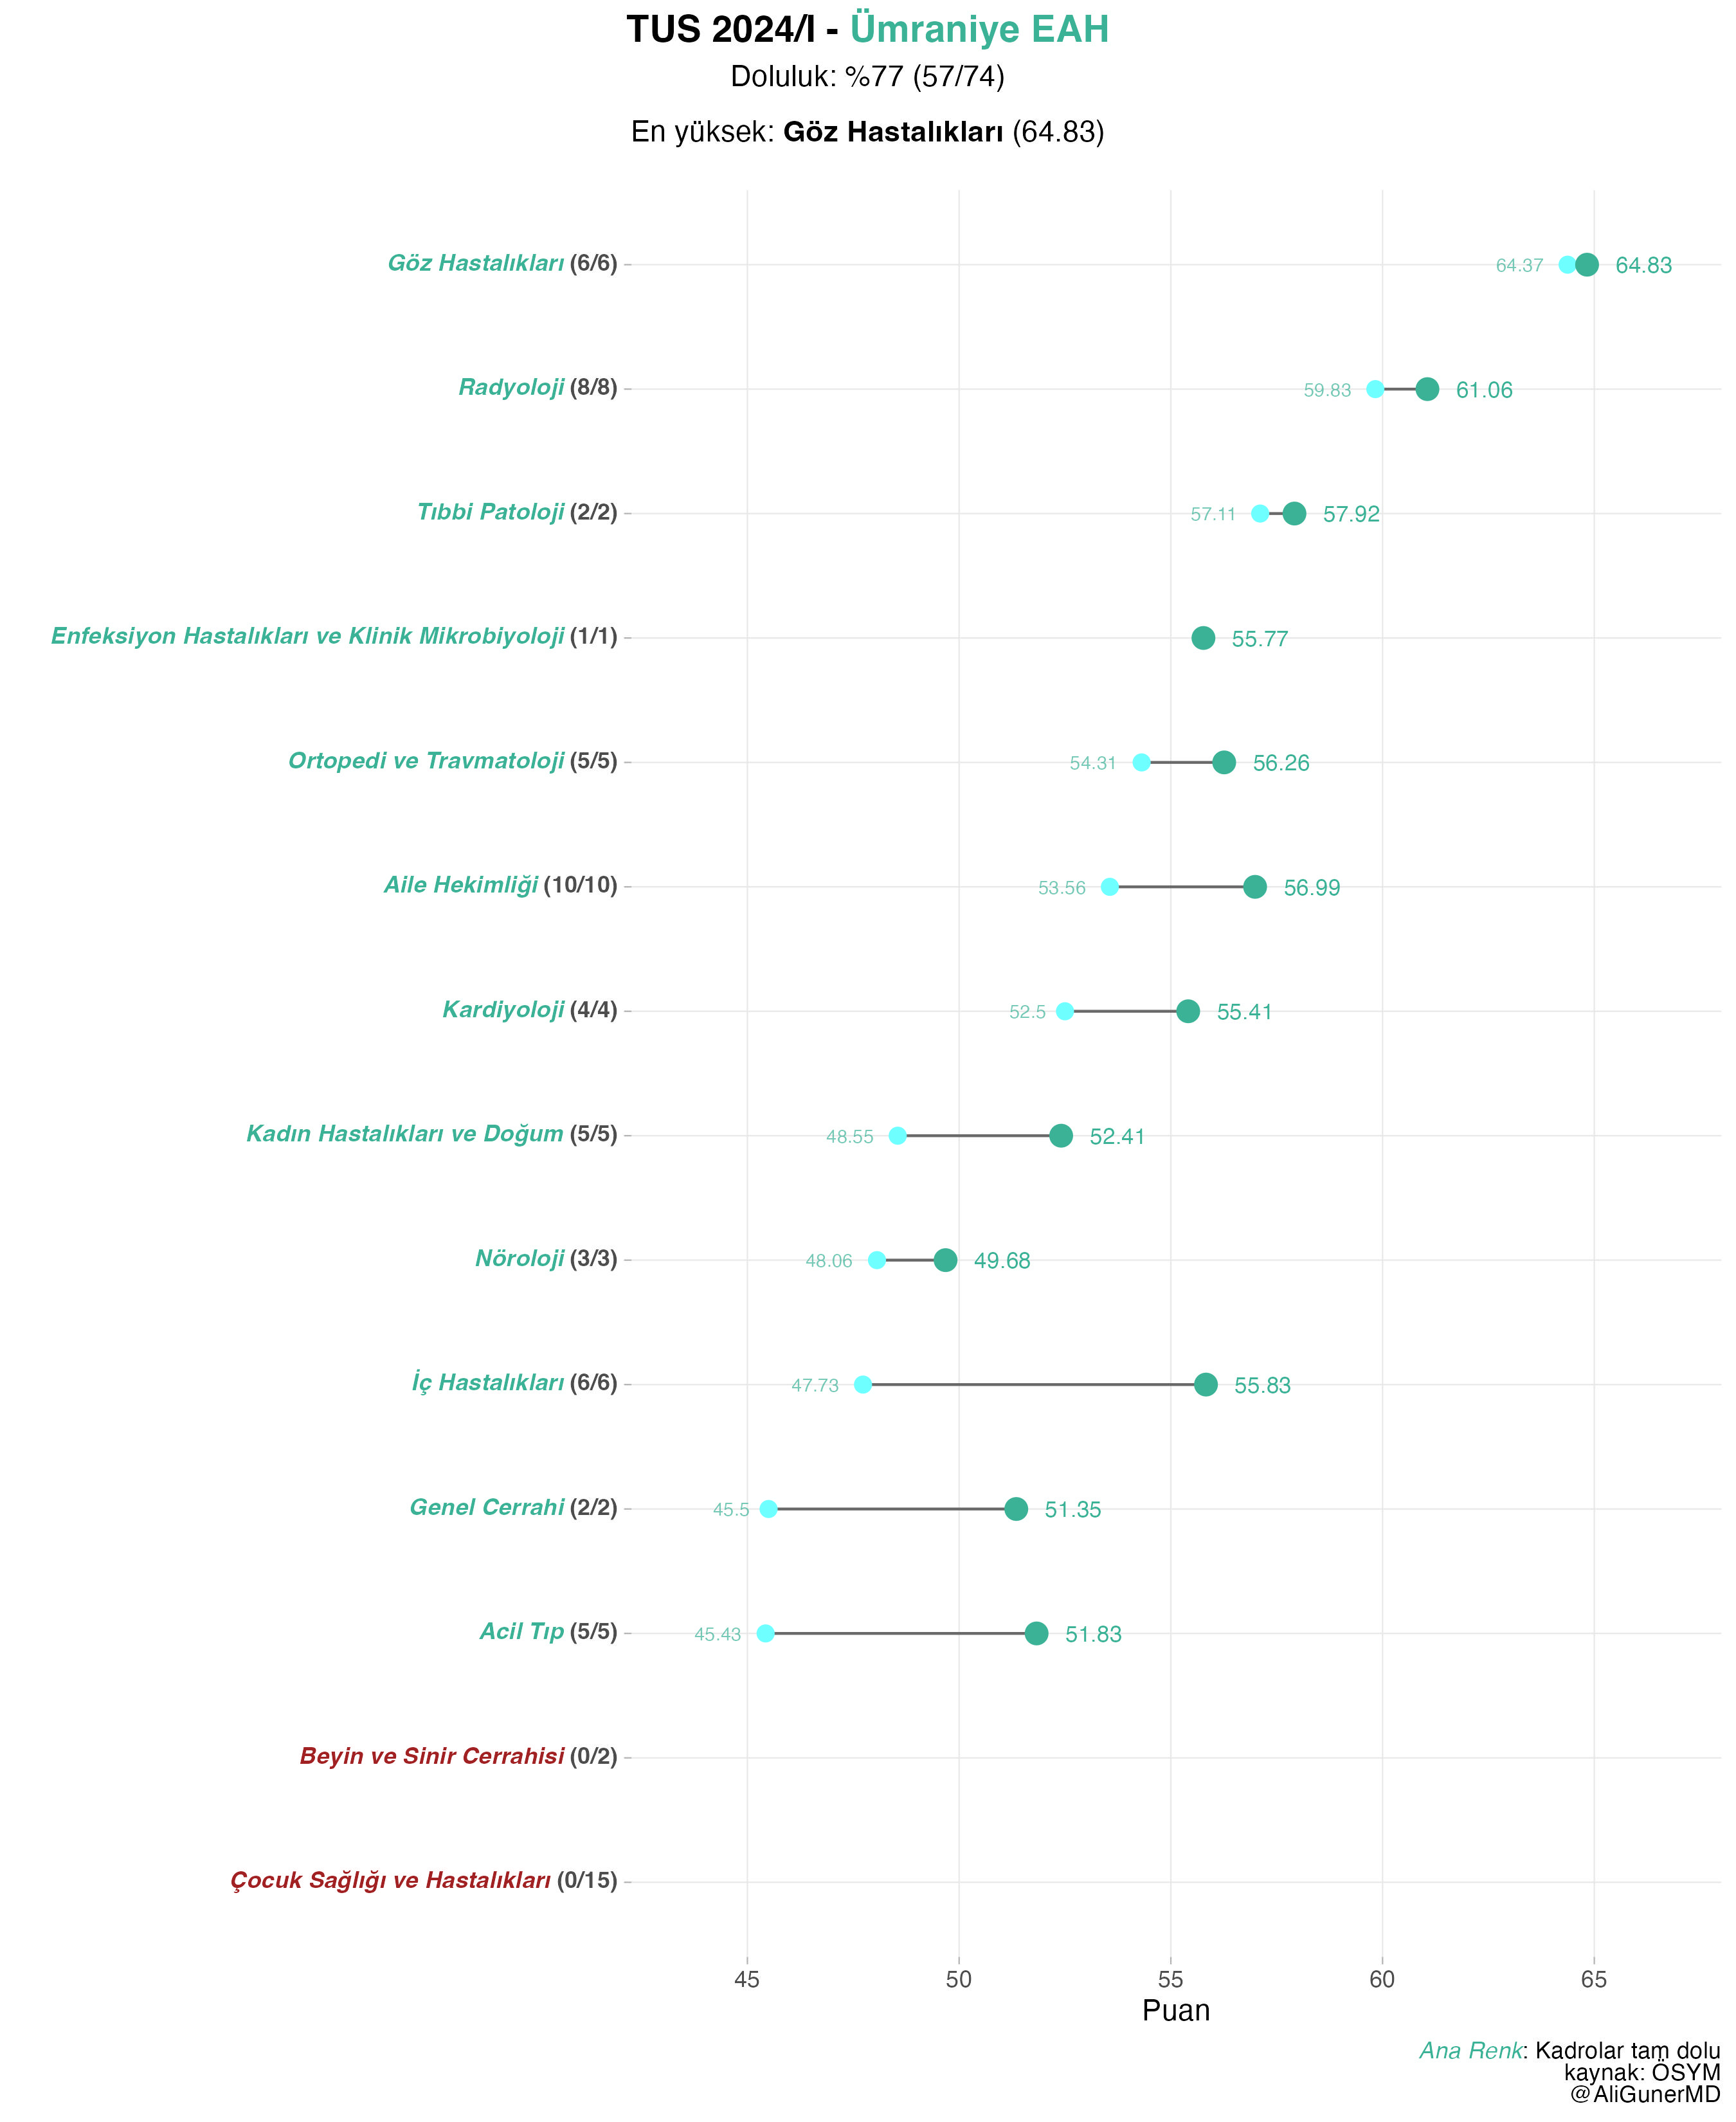 TUS 2024/I - Ümraniye EAH
Doluluk: %77 (57/74)
En yüksek: Göz Hastalıkları (64.83)
Göz Hastalıkları (6/6) 64.37 64.83
Radyoloji (8/8) 59.83 61.06
Tıbbi Patoloji (2/2) 57.11 57.92
Enfeksiyon Hastalıkları ve Klinik Mikrobiyoloji (1/1) 55.77
Ortopedi ve Travmatoloji (5/5) 54.31 56.26
Aile Hekimliği (10/10) 53.56 56.99
Kardiyoloji (4/4) 52.5 55.41
Kadın Hastalıkları ve Doğum (5/5) 48.55 52.41
Nöroloji (3/3) 48.06 49.68
İç Hastalıkları (6/6) 47.73 55.83
Genel Cerrahi (2/2) 45.5 51.35
Acil Tıp (5/5) 45.43 51.83
Beyin ve Sinir Cerrahisi (0/2)
Çocuk Sağlığı ve Hastalıkları (0/15)
45 50 55 60 65
Puan
Ana Renk: Kadrolar tam dolu
kaynak: ÖSYM
@AliGunerMD